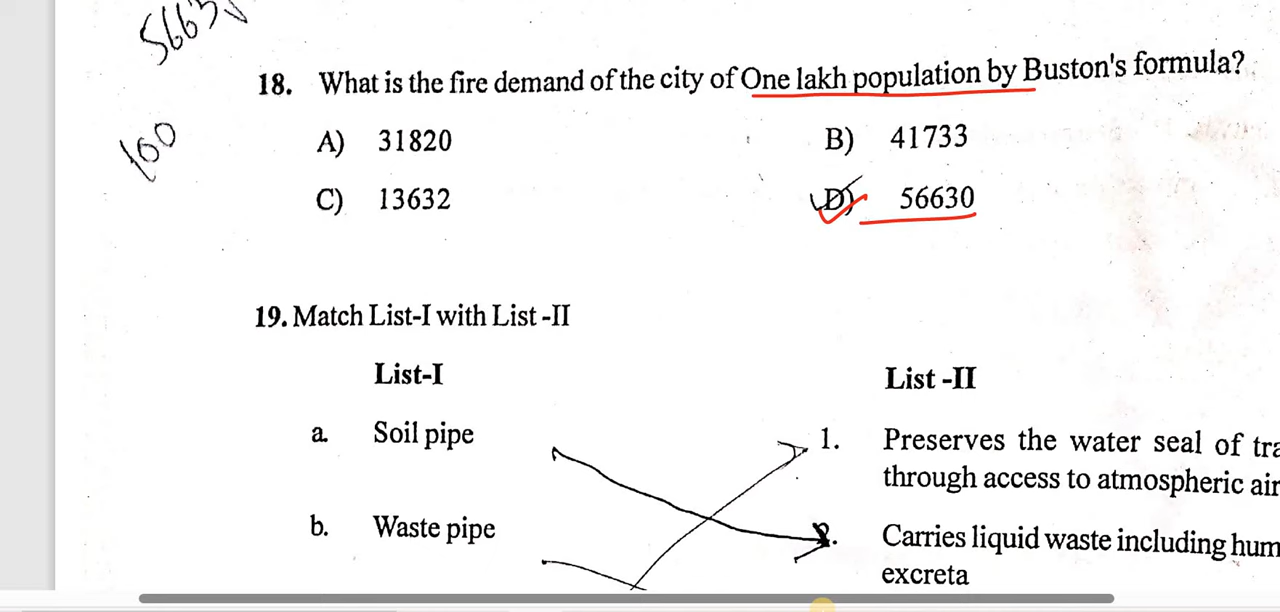 5663
18. What is the fire demand of the city of One lakh population by Buston's formula?
100
A) 31820
B) 41733
C) 13632
D) 56630
19. Match List-I with List -II
List-I
List -II
a. Soil pipe
1. Preserves the water seal of tra
through access to atmospheric air
b. Waste pipe
2. Carries liquid waste including hum
excreta